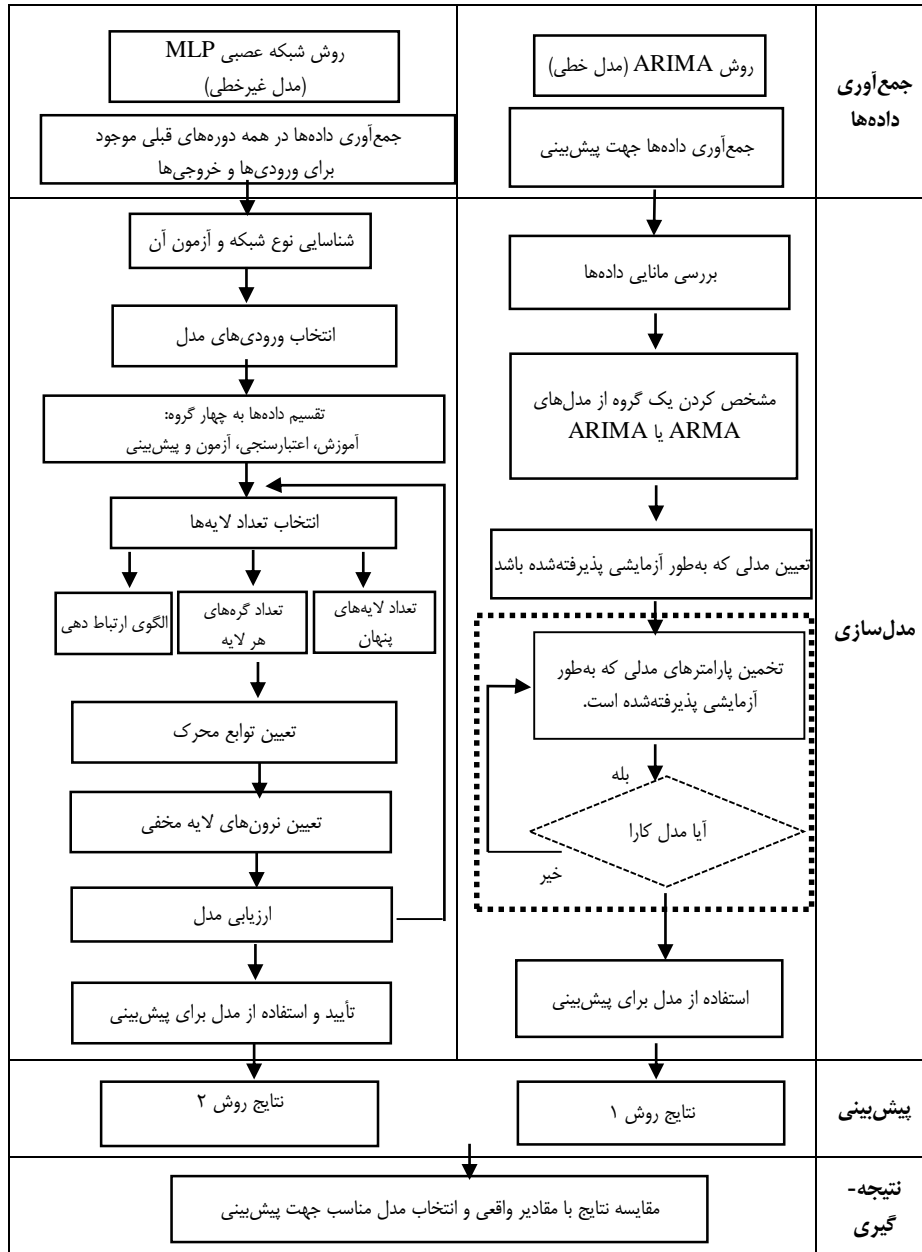 جمع‌آوری
داده‌ها
روش ARIMA (مدل خطی)
جمع‌آوری داده‌ها جهت پیش‌بینی
روش شبکه عصبی MLP
(مدل غیرخطی)
جمع‌آوری داده‌ها در همه دوره‌های قبلی موجود
برای ورودی‌ها و خروجی‌ها
مدل‌سازی
بررسی مانایی داده‌ها
مشخص کردن یک گروه از مدل‌های
ARMA یا ARIMA
تعیین مدلی که به‌طور آزمایشی پذیرفته‌شده باشد
تخمین پارامترهای مدلی که به‌طور
آزمایشی پذیرفته‌شده است.
بله
آیا مدل کارا
خیر
استفاده از مدل برای پیش‌بینی
شناسایی نوع شبکه و آزمون آن
انتخاب ورودی‌های مدل
تقسیم داده‌ها به چهار گروه:
آموزش، اعتبارسنجی، آزمون و پیش‌بینی
انتخاب تعداد لایه‌ها
تعداد لایه‌های
پنهان
تعداد گره‌های
هر لایه
الگوی ارتباط دهی
تعیین توابع محرک
تعیین نرون‌های لایه مخفی
ارزیابی مدل
تأیید و استفاده از مدل برای پیش‌بینی
پیش‌بینی
نتایج روش ۱
نتایج روش ۲
نتیجه-
گیری
مقایسه نتایج با مقادیر واقعی و انتخاب مدل مناسب جهت پیش‌بینی